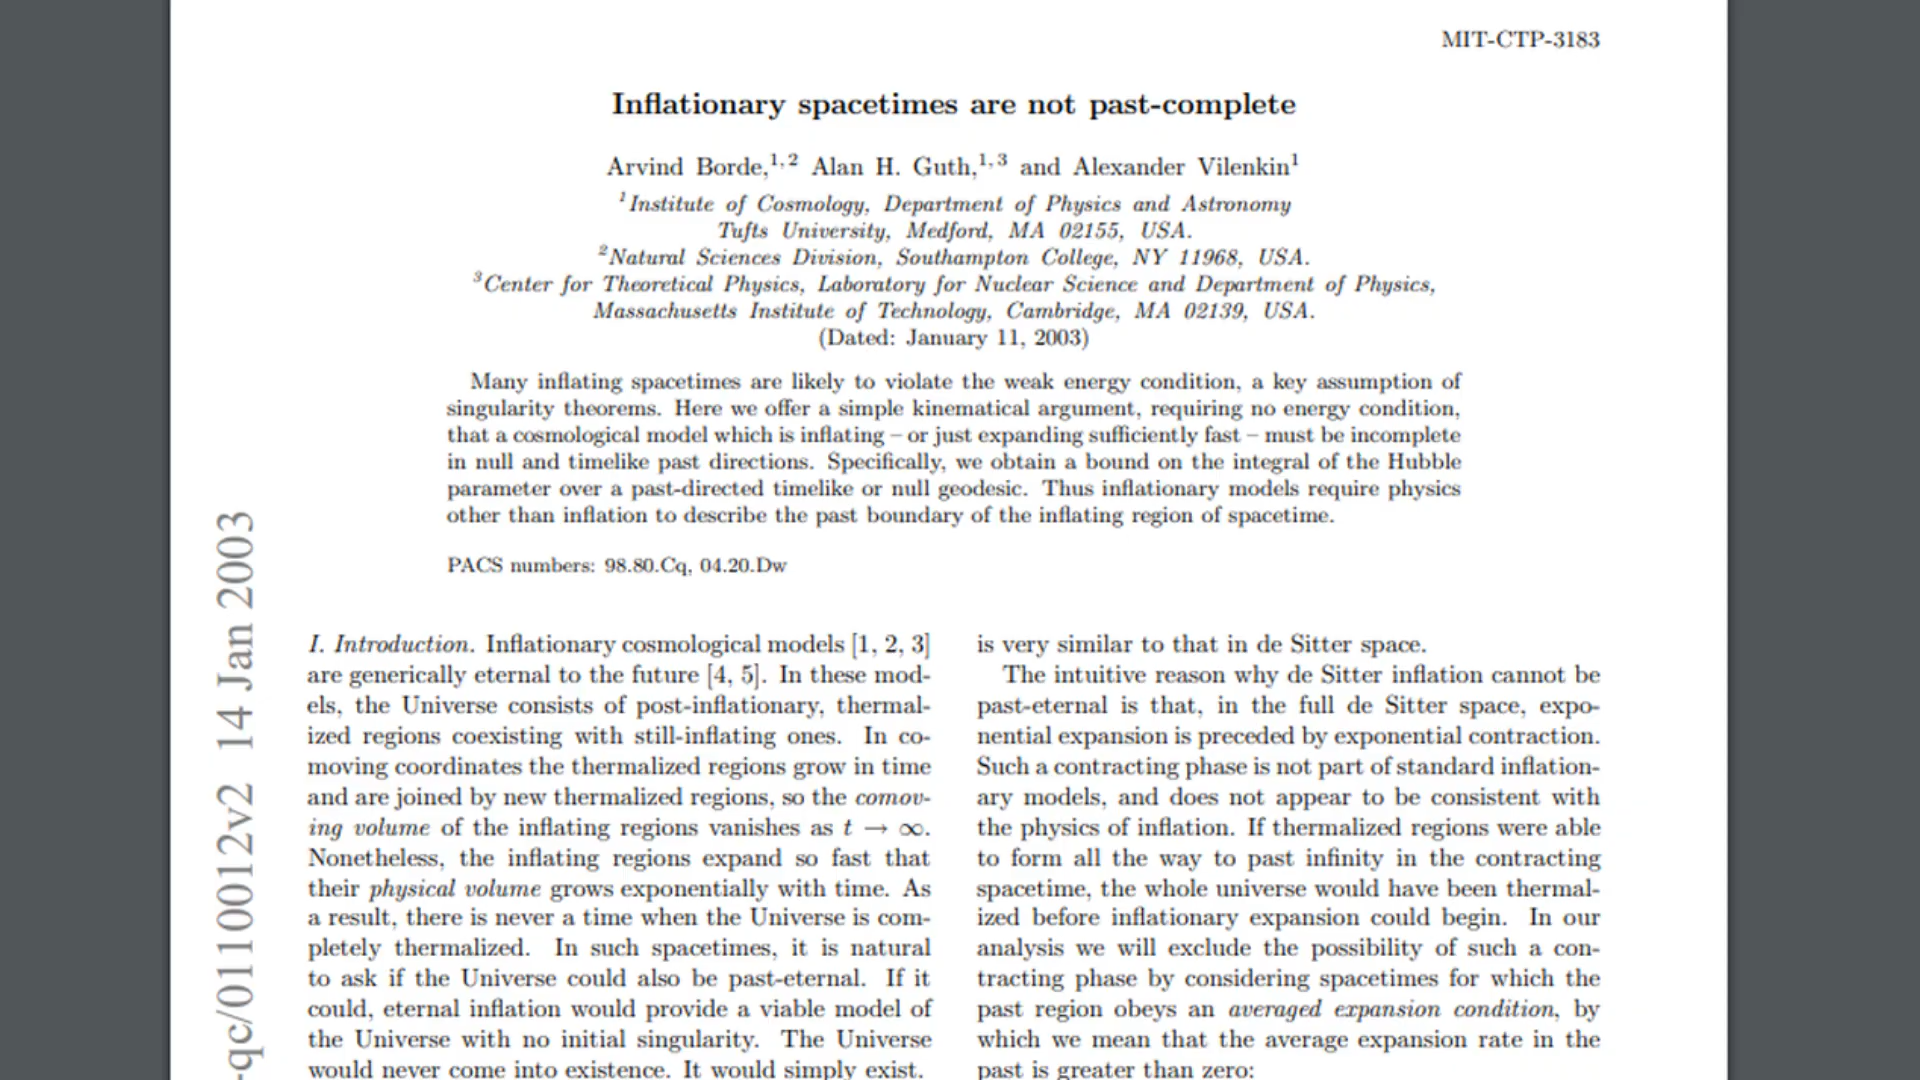 MIT-CTP-3183
Inflationary spacetimes are not past-complete
Arvind Borde,1, 2 Alan H. Guth,1, 3 and Alexander Vilenkin1
1Institute of Cosmology, Department of Physics and Astronomy
Tufts University, Medford, MA 02155, USA.
2Natural Sciences Division, Southampton College, NY 11968, USA.
3Center for Theoretical Physics, Laboratory for Nuclear Science and Department of Physics,
Massachusetts Institute of Technology, Cambridge, MA 02139, USA.
(Dated: January 11, 2003)
Many inflating spacetimes are likely to violate the weak energy condition, a key assumption of
singularity theorems. Here we offer a simple kinematical argument, requiring no energy condition,
that a cosmological model which is inflating – or just expanding sufficiently fast – must be incomplete
in null and timelike past directions. Specifically, we obtain a bound on the integral of the Hubble
parameter over a past-directed timelike or null geodesic. Thus inflationary models require physics
other than inflation to describe the past boundary of the inflating region of spacetime.
PACS numbers: 98.80.Cq, 04.20.Dw
I. Introduction. Inflationary cosmological models [1, 2, 3]
are generically eternal to the future [4, 5]. In these mod-
els, the Universe consists of post-inflationary, thermal-
ized regions coexisting with still-inflating ones. In co-
moving coordinates the thermalized regions grow in time
and are joined by new thermalized regions, so the comov-
ing volume of the inflating regions vanishes as t → ∞.
Nonetheless, the inflating regions expand so fast that
their physical volume grows exponentially with time. As
a result, there is never a time when the Universe is com-
pletely thermalized. In such spacetimes, it is natural
to ask if the Universe could also be past-eternal. If it
could, eternal inflation would provide a viable model of
the Universe with no initial singularity. The Universe
would never come into existence. It would simply exist.
is very similar to that in de Sitter space.
The intuitive reason why de Sitter inflation cannot be
past-eternal is that, in the full de Sitter space, expo-
nential expansion is preceded by exponential contraction.
Such a contracting phase is not part of standard inflation-
ary models, and does not appear to be consistent with
the physics of inflation. If thermalized regions were able
to form all the way to past infinity in the contracting
spacetime, the whole universe would have been thermal-
ized before inflationary expansion could begin. In our
analysis we will exclude the possibility of such a con-
tracting phase by considering spacetimes for which the
past region obeys an averaged expansion condition, by
which we mean that the average expansion rate in the
past is greater than zero:
-qc/0110012v2 14 Jan 2003